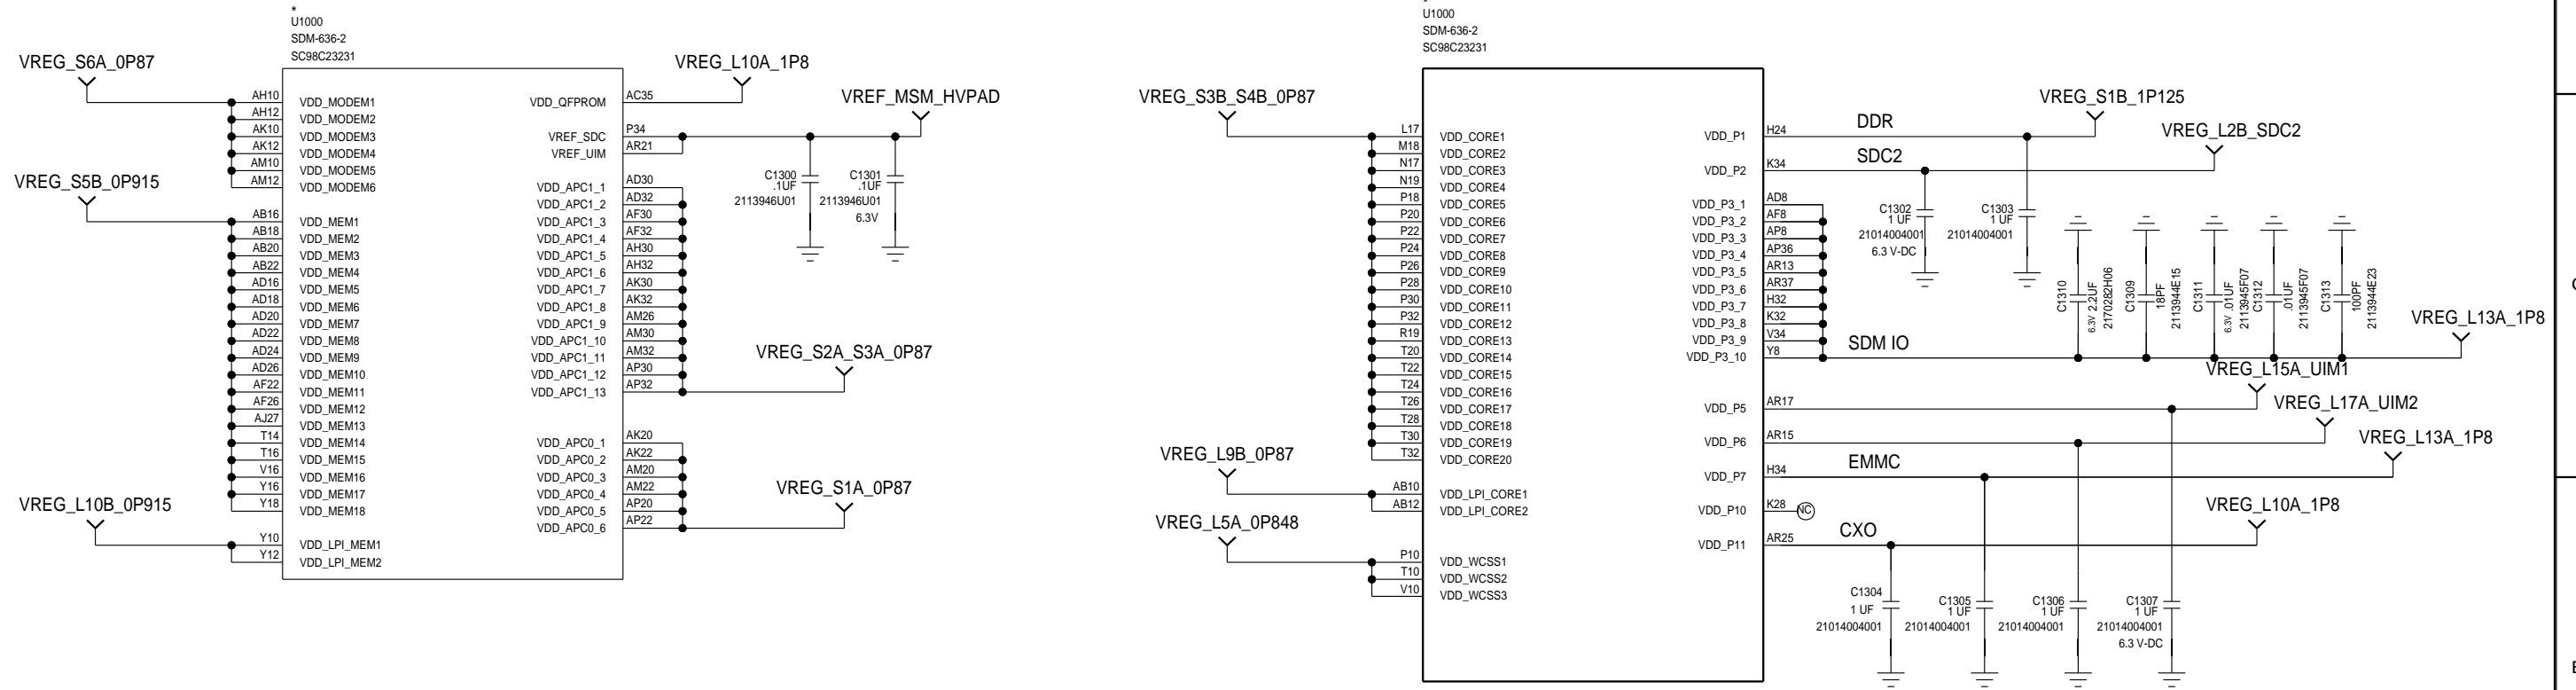 *
U1000
SDM-636-2
SC98C23231
VREG_S6A_0P87
VREG_S5B_0P915
VREG_L10B_0P915
AH10 VDD_MODEM1
AH12 VDD_MODEM2
AK10 VDD_MODEM3
AK12 VDD_MODEM4
AM10 VDD_MODEM5
AM12 VDD_MODEM6
AB16 VDD_MEM1
AB18 VDD_MEM2
AB20 VDD_MEM3
AB22 VDD_MEM4
AD16 VDD_MEM5
AD18 VDD_MEM6
AD20 VDD_MEM7
AD22 VDD_MEM8
AD24 VDD_MEM9
AD26 VDD_MEM10
AF22 VDD_MEM11
AF26 VDD_MEM12
AJ27 VDD_MEM13
T14 VDD_MEM14
T16 VDD_MEM15
V16 VDD_MEM16
Y16 VDD_MEM17
Y18 VDD_MEM18
Y10 VDD_LPI_MEM1
Y12 VDD_LPI_MEM2
VDD_QFPROM AC35
VREF_SDC P34
VREF_UIM AR21
VDD_APC1_1 AD30
VDD_APC1_2 AD32
VDD_APC1_3 AF30
VDD_APC1_4 AF32
VDD_APC1_5 AH30
VDD_APC1_6 AH32
VDD_APC1_7 AK30
VDD_APC1_8 AK32
VDD_APC1_9 AM26
VDD_APC1_10 AM30
VDD_APC1_11 AM32
VDD_APC1_12 AP30
VDD_APC1_13 AP32
VDD_APC0_1 AK20
VDD_APC0_2 AK22
VDD_APC0_3 AM20
VDD_APC0_4 AM22
VDD_APC0_5 AP20
VDD_APC0_6 AP22
VREG_L10A_1P8
VREF_MSM_HVPAD
C1300
.1UF
2113946U01
C1301
.1UF
2113946U01
6.3V
VREG_S2A_S3A_0P87
VREG_S1A_0P87
U1000
SDM-636-2
SC98C23231
VREG_S3B_S4B_0P87
VREG_L9B_0P87
VREG_L5A_0P848
L17 VDD_CORE1
M18 VDD_CORE2
N17 VDD_CORE3
N19 VDD_CORE4
P18 VDD_CORE5
P20 VDD_CORE6
P22 VDD_CORE7
P24 VDD_CORE8
P26 VDD_CORE9
P28 VDD_CORE10
P30 VDD_CORE11
P32 VDD_CORE12
R19 VDD_CORE13
T20 VDD_CORE14
T22 VDD_CORE15
T24 VDD_CORE16
T26 VDD_CORE17
T28 VDD_CORE18
T30 VDD_CORE19
T32 VDD_CORE20
AB10 VDD_LPI_CORE1
AB12 VDD_LPI_CORE2
P10 VDD_WCSS1
T10 VDD_WCSS2
V10 VDD_WCSS3
VDD_P1 H24 DDR
VDD_P2 K34 SDC2
VDD_P3_1 AD8
VDD_P3_2 AF8
VDD_P3_3 AP8
VDD_P3_4 AP36
VDD_P3_5 AR13
VDD_P3_6 AR37
VDD_P3_7 H32
VDD_P3_8 K32
VDD_P3_9 V34
VDD_P3_10 Y8 SDM IO
VDD_P5 AR17
VDD_P6 AR15
VDD_P7 H34 EMMC
VDD_P10 K28 NC
VDD_P11 AR25 CXO
VREG_S1B_1P125
VREG_L2B_SDC2
C1302
1 UF
21014004001
6.3 V-DC
C1303
1 UF
21014004001
C1310
6.3V 2.2UF
2170282H06
C1309
18PF
2113944E15
C1311
6.3V .01UF
2113945F07
C1312
.01UF
2113945F07
C1313
100PF
2113944E23
VREG_L13A_1P8
VREG_L15A_UIM1
VREG_L17A_UIM2
VREG_L13A_1P8
VREG_L10A_1P8
C1304
1 UF
21014004001
C1305
1 UF
21014004001
C1306
1 UF
21014004001
C1307
1 UF
21014004001
6.3 V-DC